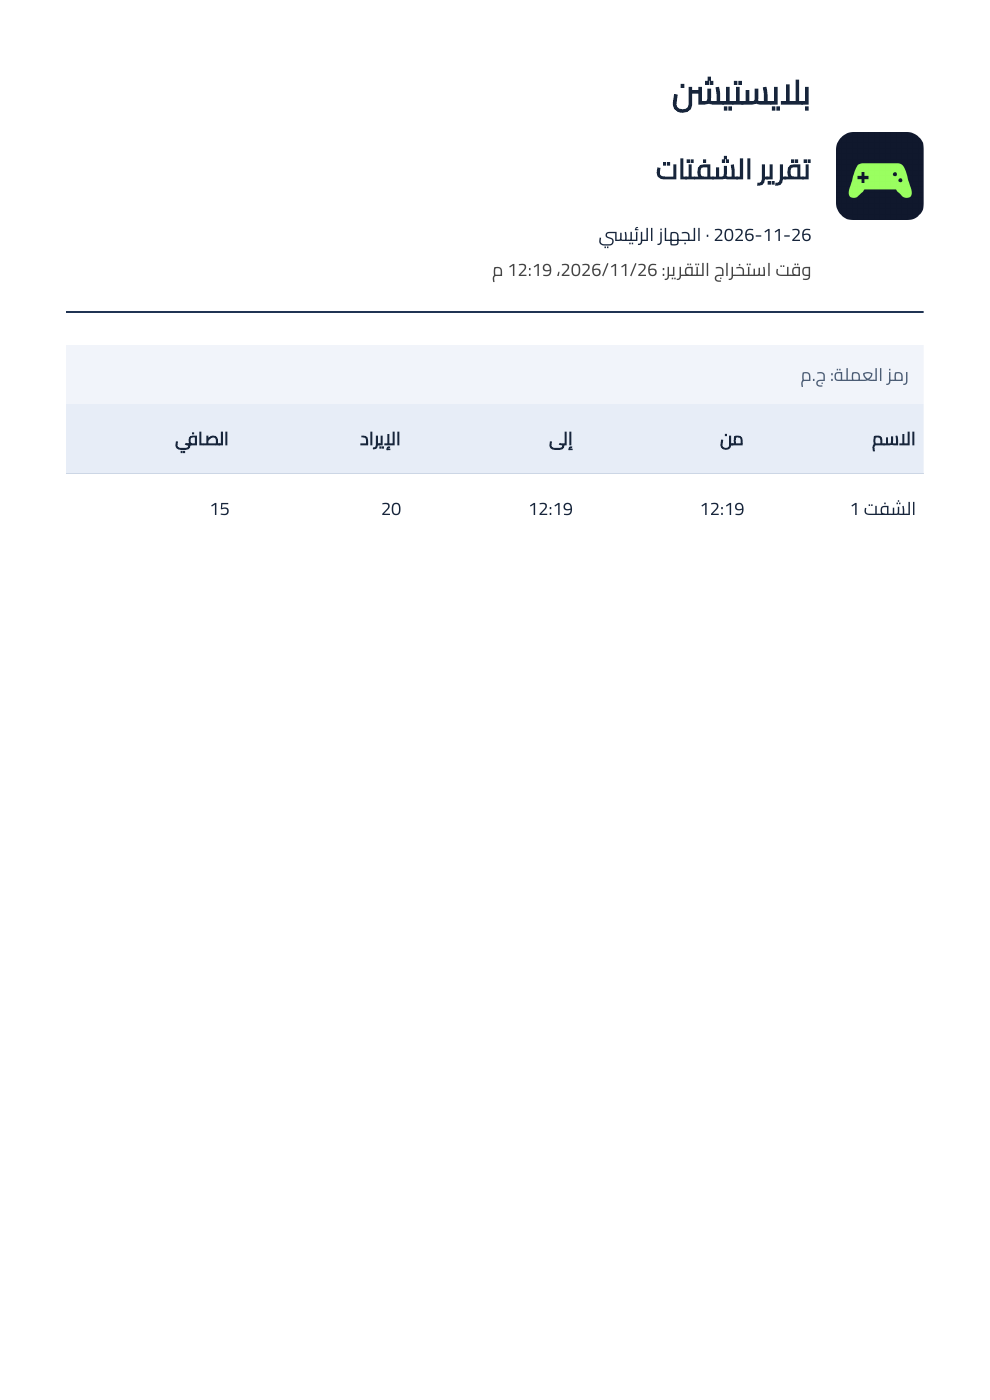 بلايستيشن
تقرير الشفتات
2026-11-26 · الجهاز الرئيسي
وقت استخراج التقرير: 2026/11/26، 12:19 م
رمز العملة: ج.م
الاسم من إلى الإيراد الصافي
الشفت 1 12:19 12:19 20 15